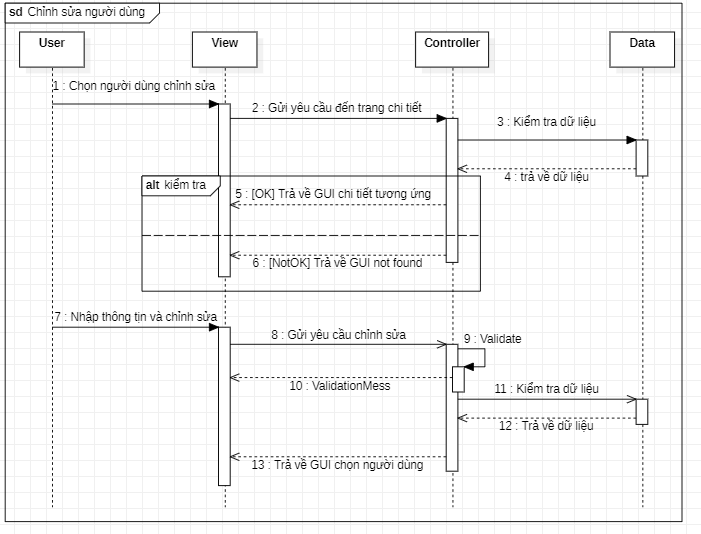 sd Chỉnh sửa người dùng
User
View
Controller
Data
1 : Chọn người dùng chỉnh sửa
2 : Gửi yêu cầu đến trang chi tiết
3 : Kiểm tra dữ liệu
4 : trả về dữ liệu
alt kiểm tra
5 : [OK] Trả về GUI chi tiết tương ứng
6 : [NotOK] Trả về GUI not found
7 : Nhập thông tin và chỉnh sửa
8 : Gửi yêu cầu chỉnh sửa
9 : Validate
10 : ValidationMess
11 : Kiểm tra dữ liệu
12 : Trả về dữ liệu
13 : Trả về GUI chọn người dùng